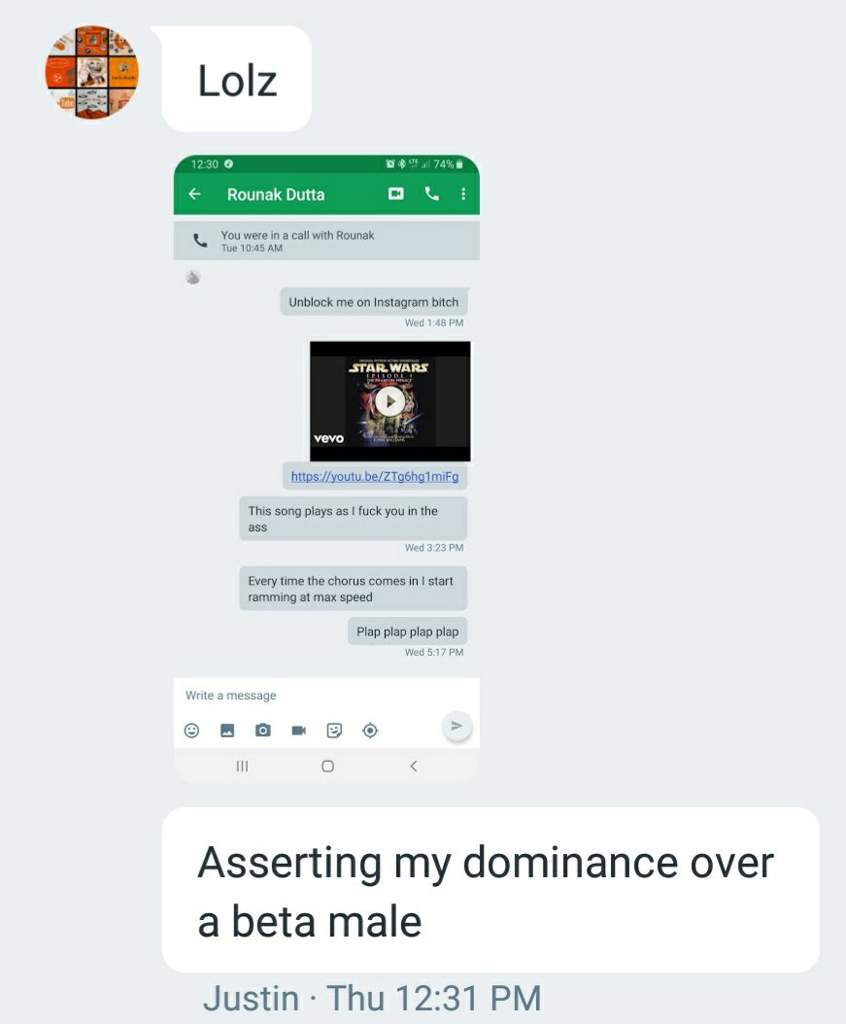 Lolz
12:30
74%
Rounak Dutta
You were in a call with Rounak
Tue 10:45 AM
Unblock me on Instagram bitch
Wed 1:48 PM
STAR WARS
EPISODE I
vevo
https://youtu.be/ZTg6hg1miFg
This song plays as I fuck you in the
ass
Wed 3:23 PM
Every time the chorus comes in I start
ramming at max speed
Plap plap plap plap
Wed 5:17 PM
Write a message
Asserting my dominance over
a beta male
Justin · Thu 12:31 PM